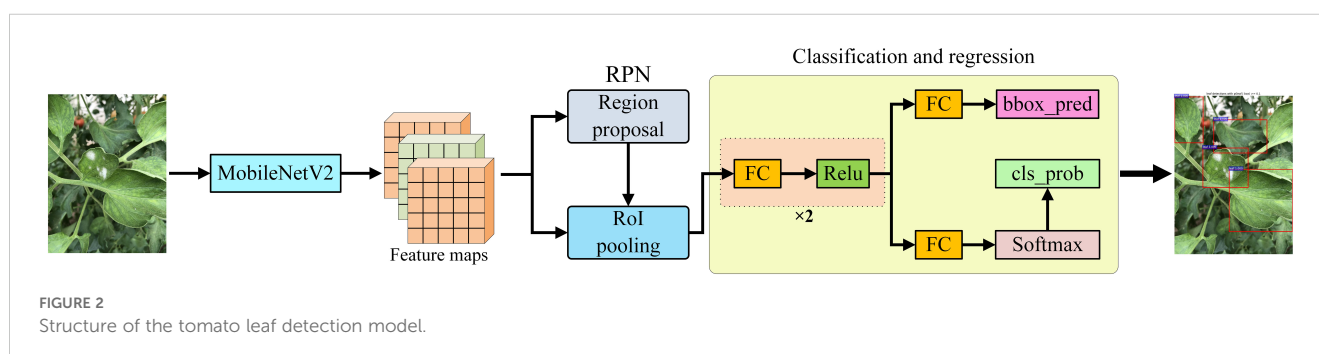 Classification and regression
RPN
Region
proposal
FC
bbox_pred
MobileNetV2
FC
Relu
cls_prob
×2
RoI
pooling
FC
Softmax
Feature maps
FIGURE 2
Structure of the tomato leaf detection model.